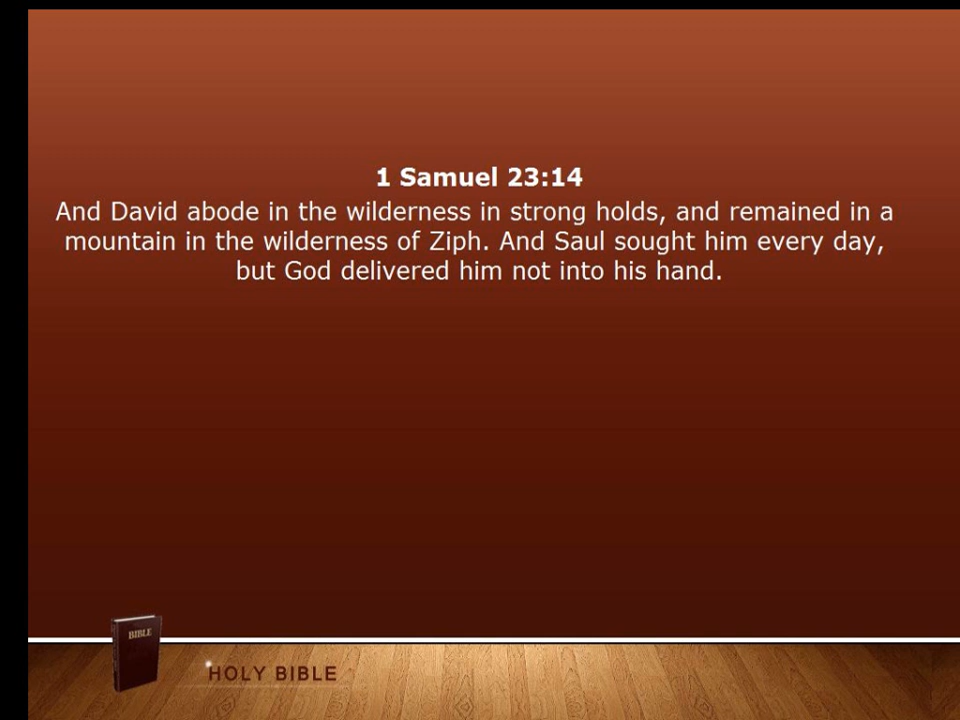 1 Samuel 23:14
And David abode in the wilderness in strong holds, and remained in a
mountain in the wilderness of Ziph. And Saul sought him every day,
but God delivered him not into his hand.
BIBLE
HOLY BIBLE